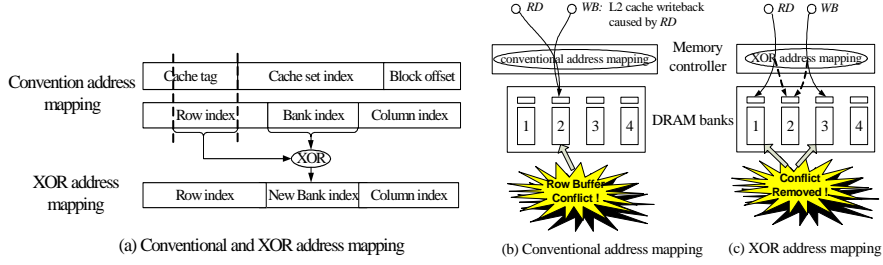 Convention address
mapping
Cache tag
Cache set index
Block offset
Row index
Bank index
Column index
XOR
XOR address
mapping
Row index
New Bank index
Column index
(a) Conventional and XOR address mapping
RD
WB: L2 cache writeback
caused by RD
conventional address mapping
1
2
3
4
Row Buffer
Conflict !
(b) Conventional address mapping
Memory
controller
DRAM banks
RD
WB
XOR address mapping
1
2
3
4
Conflict
Removed !
(c) XOR address mapping